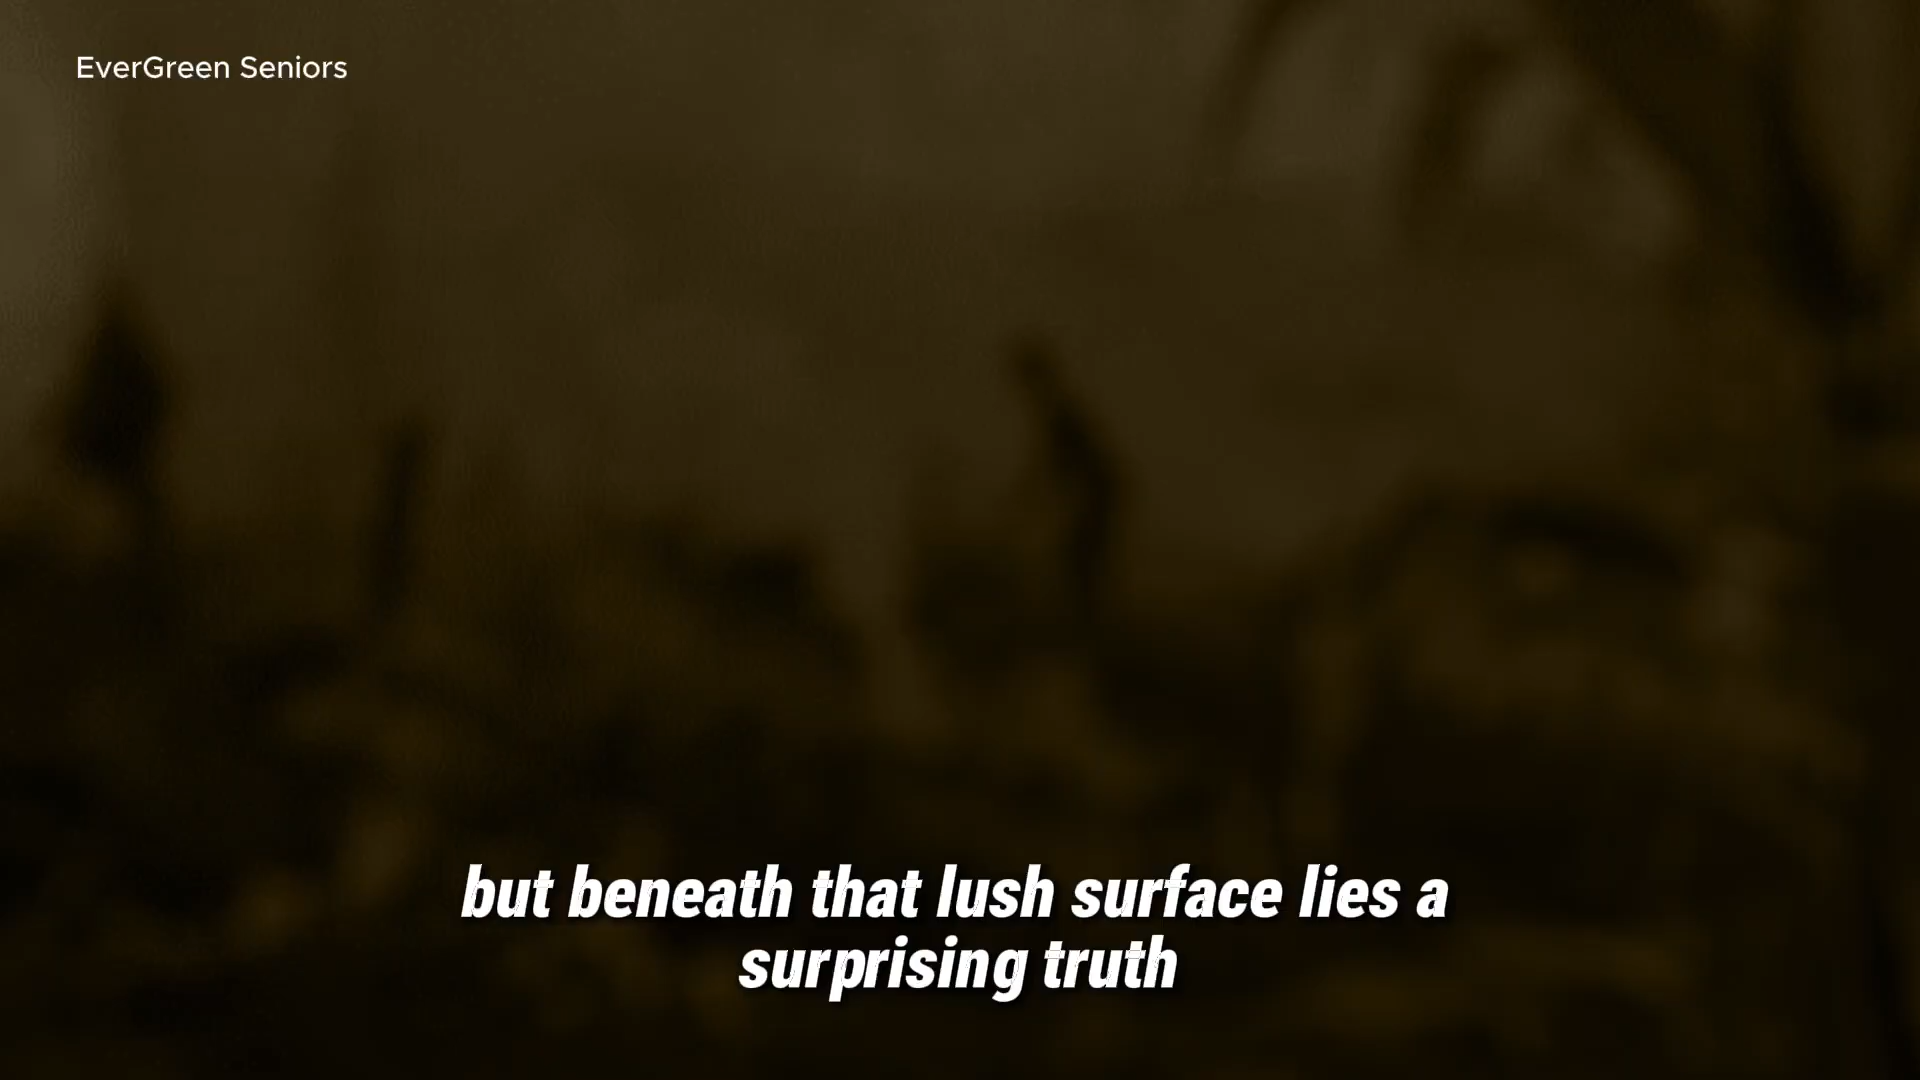 EverGreen Seniors
but beneath that lush surface lies a
surprising truth